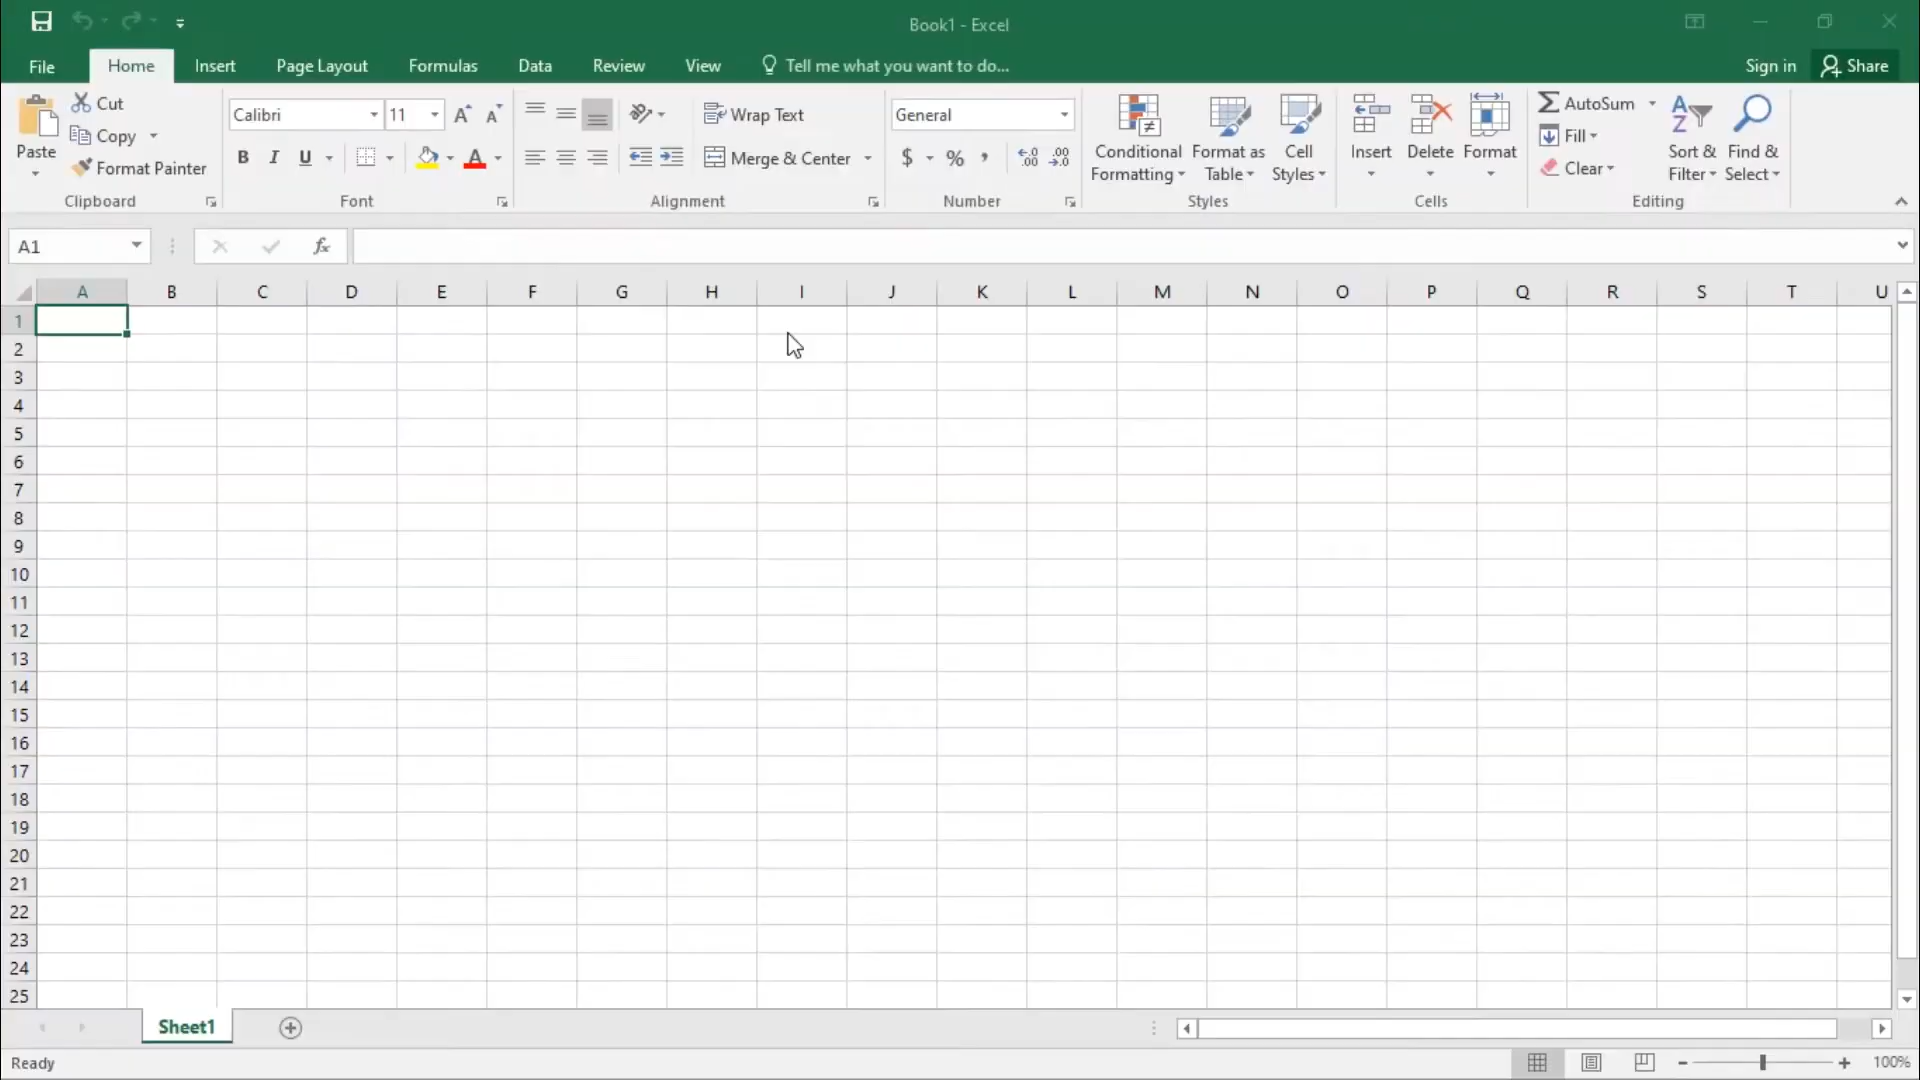 Book1 - Excel
File Home Insert Page Layout Formulas Data Review View Tell me what you want to do... Sign in Share
Paste Cut Copy Format Painter Clipboard
Calibri 11 B I U A Font
Wrap Text Merge & Center Alignment
General $ % , Number
Conditional Formatting Format as Table Cell Styles Styles
Insert Delete Format Cells
AutoSum Fill Clear Sort & Filter Find & Select Editing
A1 fx
A B C D E F G H I J K L M N O P Q R S T U
1
2
3
4
5
6
7
8
9
10
11
12
13
14
15
16
17
18
19
20
21
22
23
24
25
Sheet1
Ready 100%